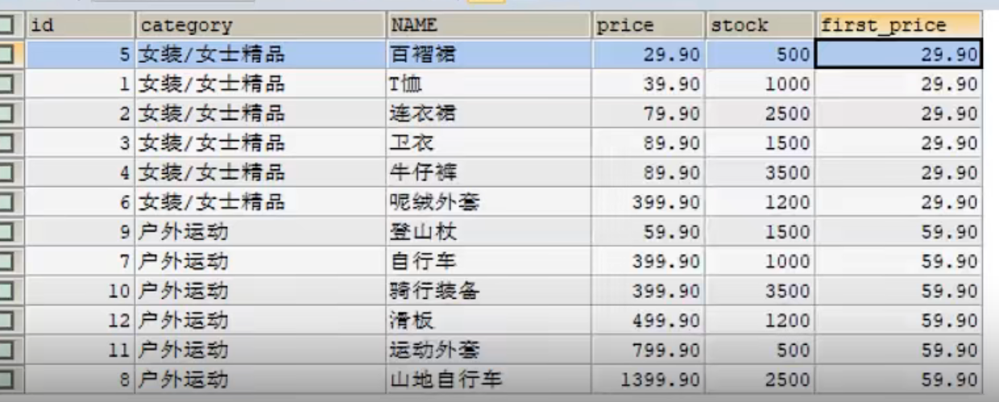 id category NAME price stock first_price
5 女装/女士精品 百褶裙 29.90 500 29.90
1 女装/女士精品 T恤 39.90 1000 29.90
2 女装/女士精品 连衣裙 79.90 2500 29.90
3 女装/女士精品 卫衣 89.90 1500 29.90
4 女装/女士精品 牛仔裤 89.90 3500 29.90
6 女装/女士精品 呢绒外套 399.90 1200 29.90
9 户外运动 登山杖 59.90 1500 59.90
7 户外运动 自行车 399.90 1000 59.90
10 户外运动 骑行装备 399.90 3500 59.90
12 户外运动 滑板 499.90 1200 59.90
11 户外运动 运动外套 799.90 500 59.90
8 户外运动 山地自行车 1399.90 2500 59.90